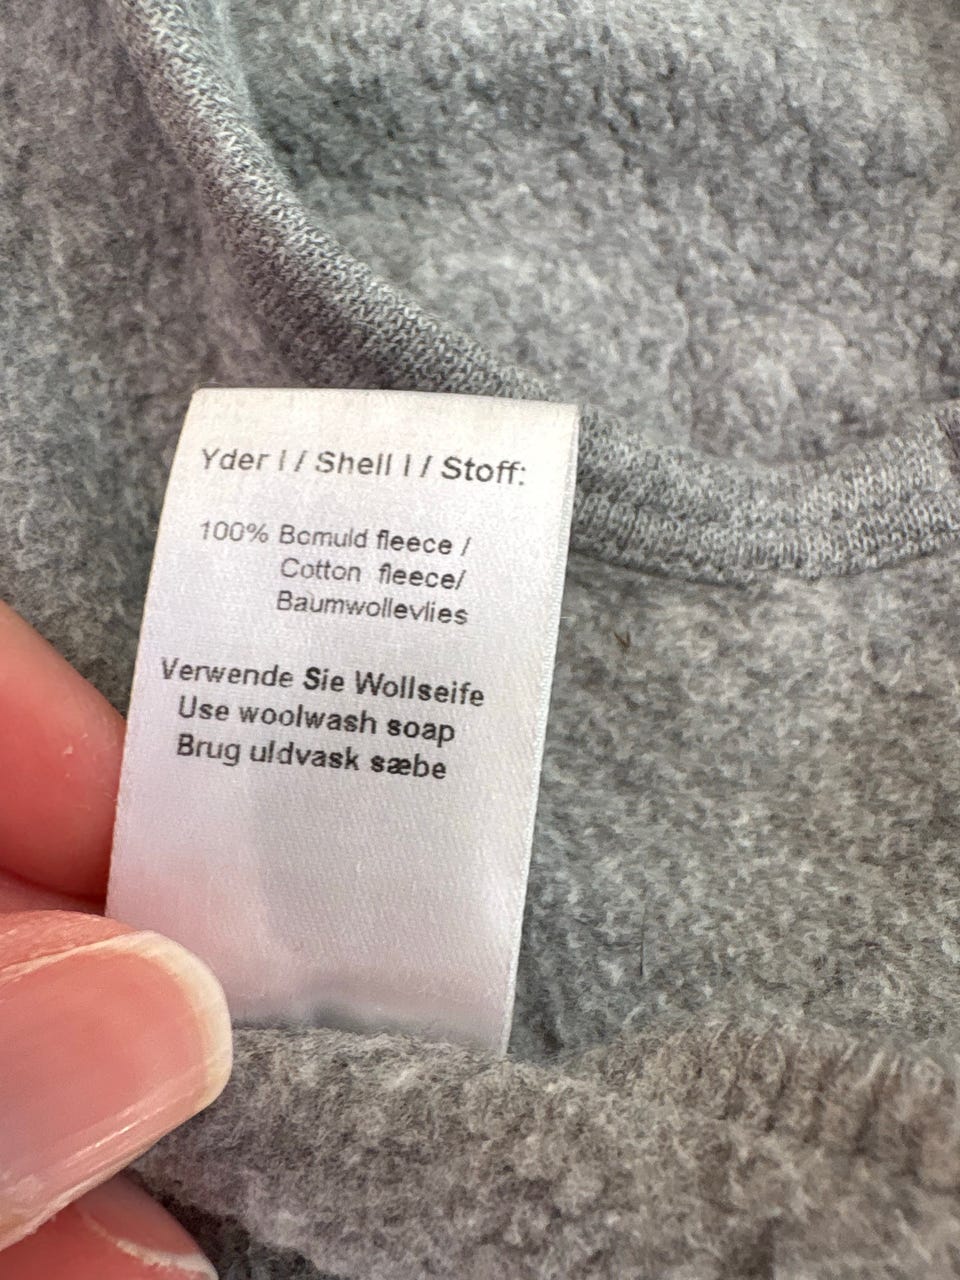 Yder I / Shell I / Stoff:
100% Bomuld fleece /
Cotton fleece/
Baumwollevlies
Verwende Sie Wollseife
Use woolwash soap
Brug uldvask sæbe